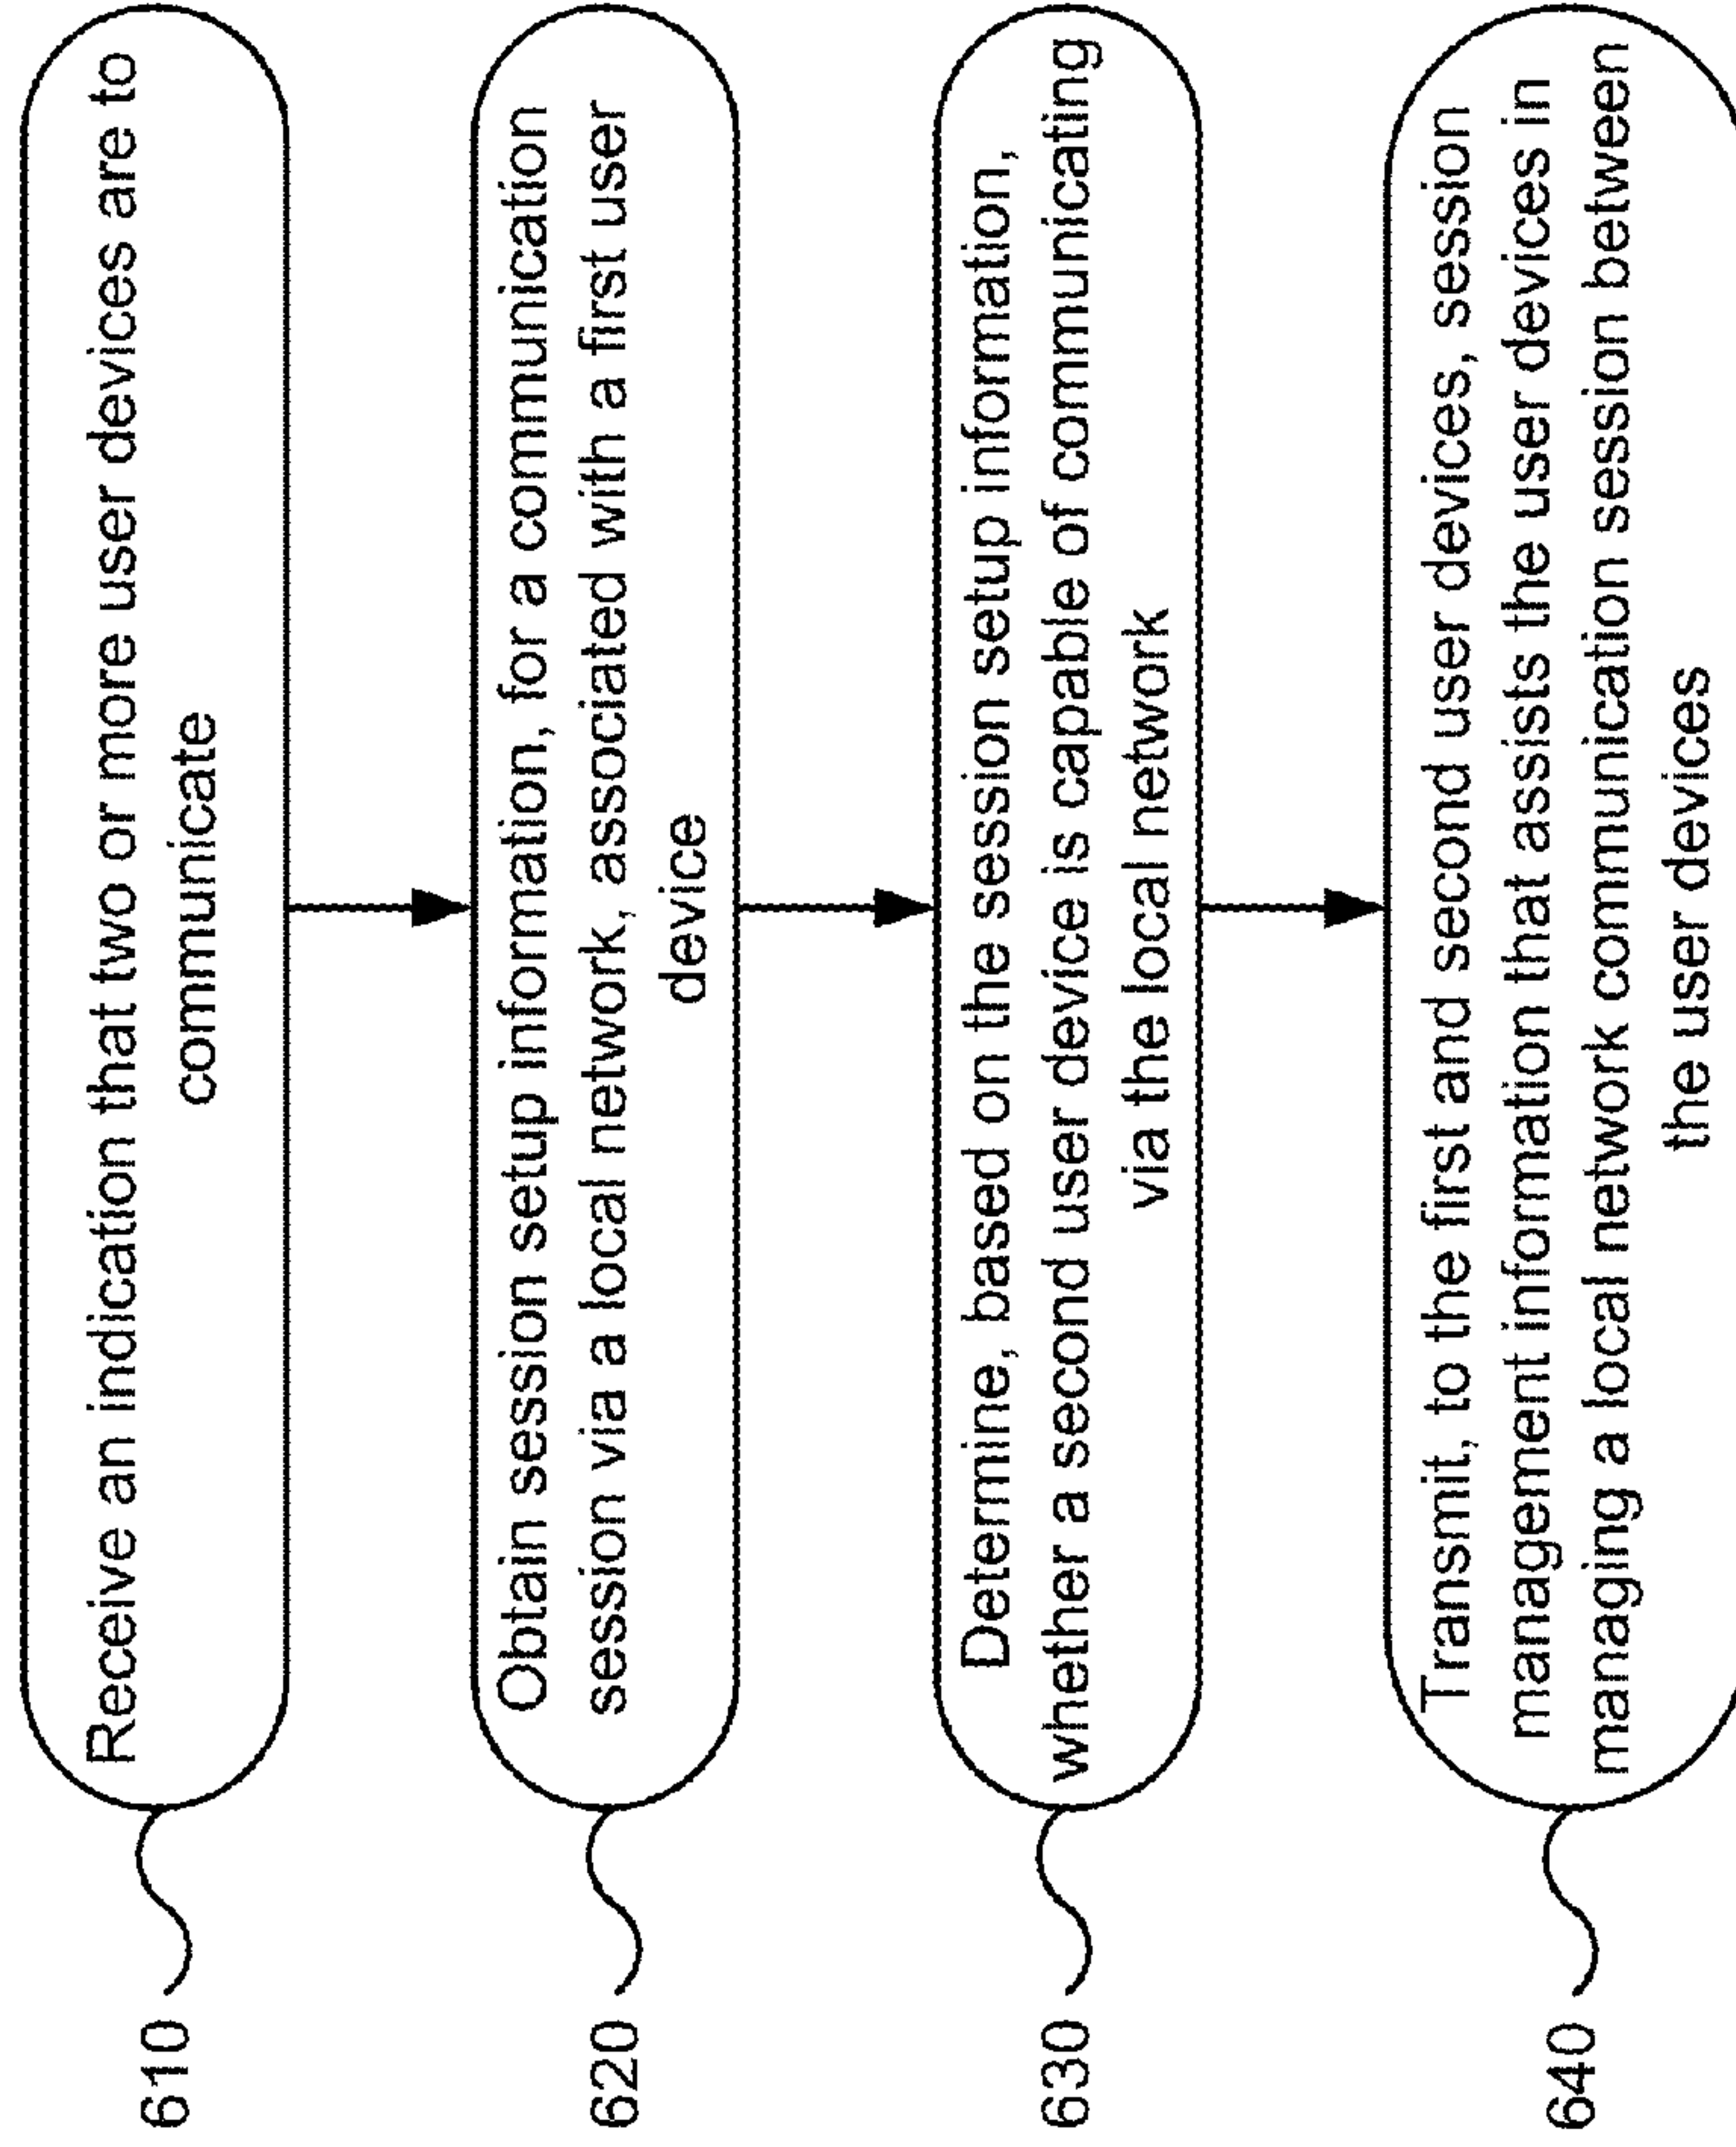 610
Receive an indication that two or more user devices are to
communicate
620
Obtain session setup information, for a communication
session via a local network, associated with a first user
device
630
Determine, based on the session setup information,
whether a second user device is capable of communicating
via the local network
640
Transmit, to the first and second user devices, session
management information that assists the user devices in
managing a local network communication session between
the user devices